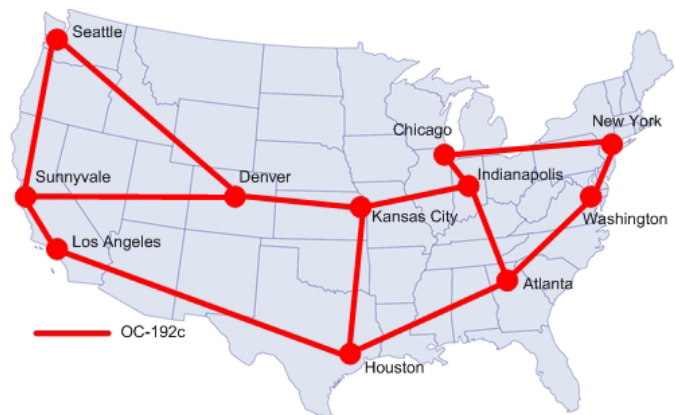 Seattle
New York
Chicago
Sunnyvale
Denver
Indianapolis
Kansas City
Washington
Los Angeles
Atlanta
OC-192c
Houston